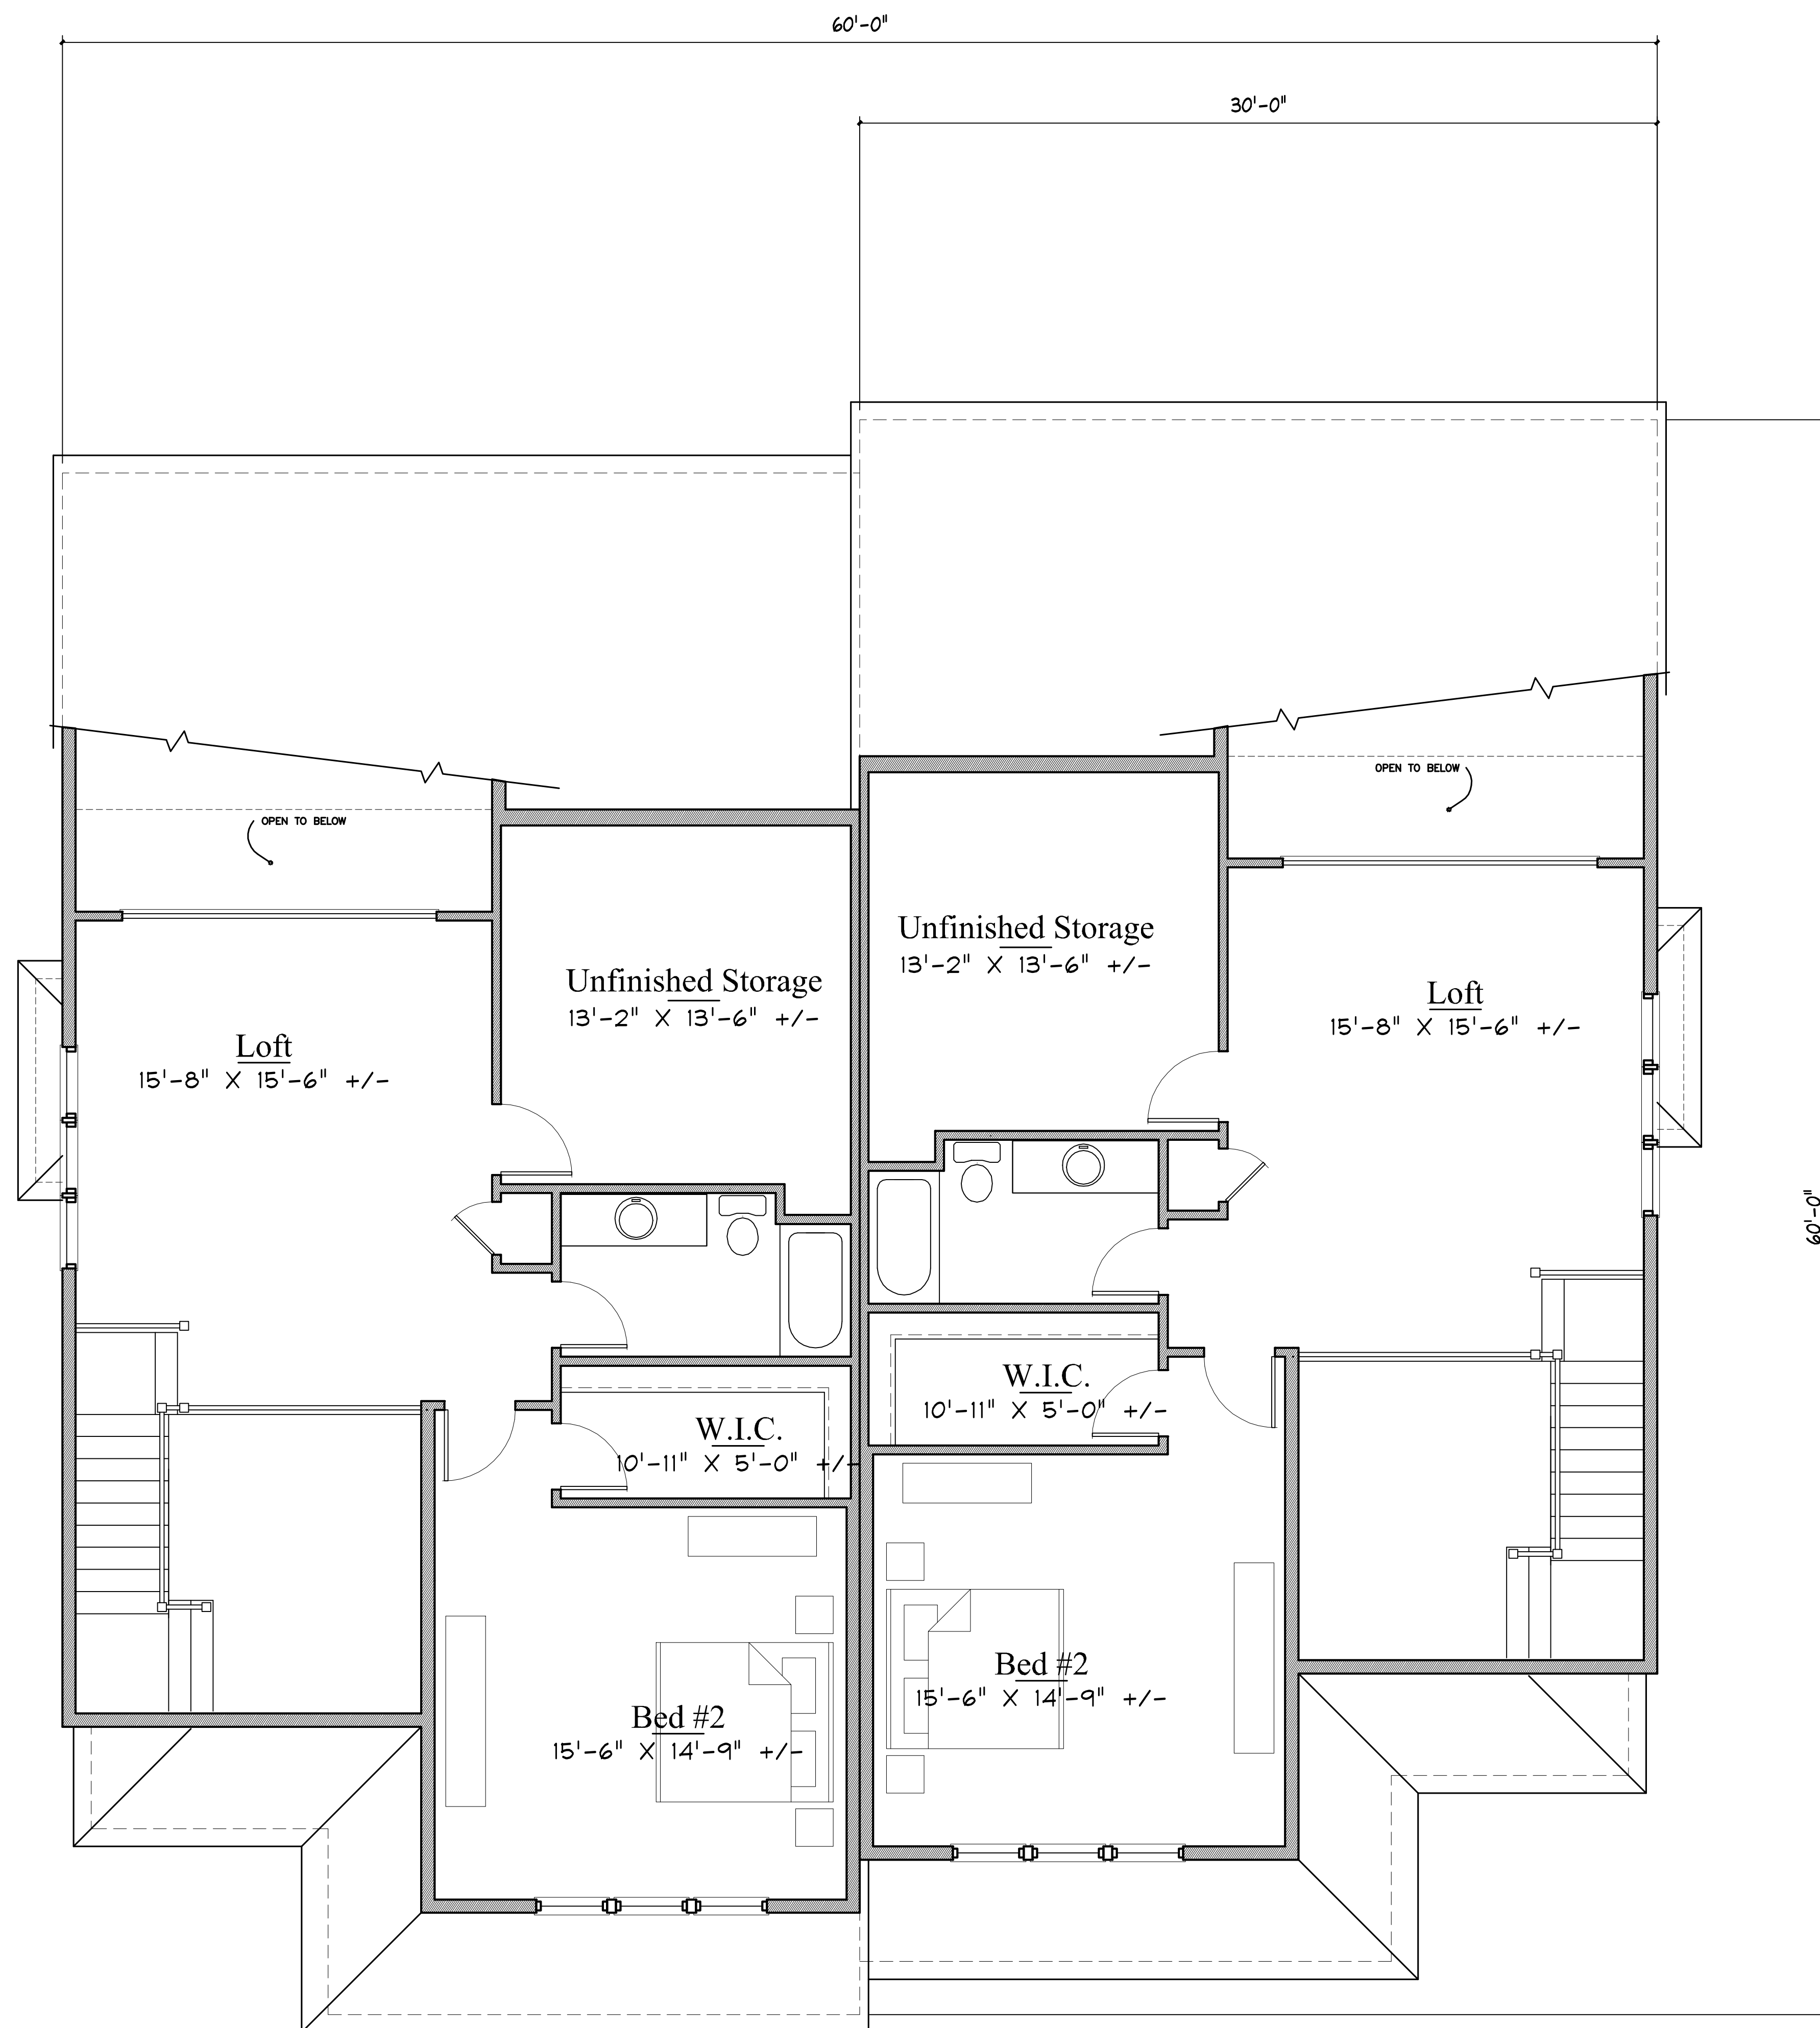 60'-0"
30'-0"
OPEN TO BELOW
OPEN TO BELOW
Unfinished Storage
13'-2" X 13'-6" +/-
Unfinished Storage
13'-2" X 13'-6" +/-
Loft
15'-8" X 15'-6" +/-
Loft
15'-8" X 15'-6" +/-
60'-0"
W.I.C.
10'-11" X 5'-0" +/-
W.I.C.
10'-11" X 5'-0" +/-
Bed #2
15'-6" X 14'-9" +/-
Bed #2
15'-6" X 14'-9" +/-